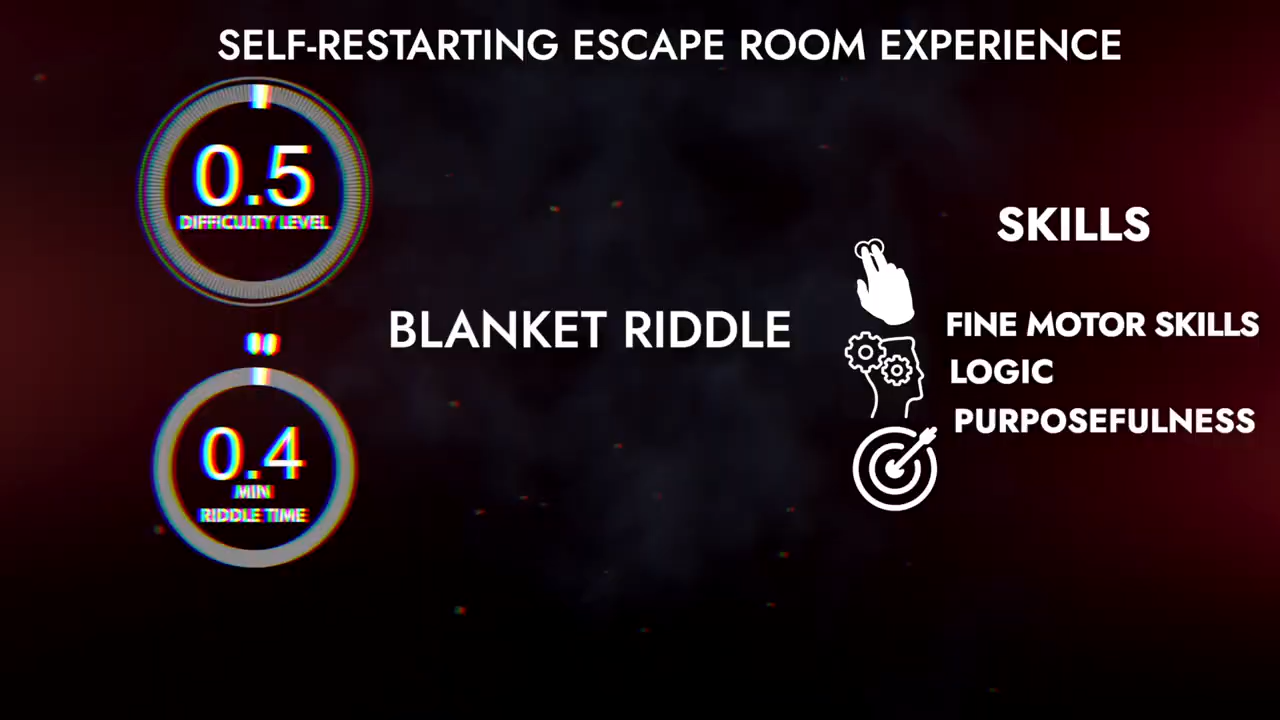 SELF-RESTARTING ESCAPE ROOM EXPERIENCE
0.5
DIFFICULTY LEVEL
0.4
MIN
RIDDLE TIME
BLANKET RIDDLE
SKILLS
FINE MOTOR SKILLS
LOGIC
PURPOSEFULNESS